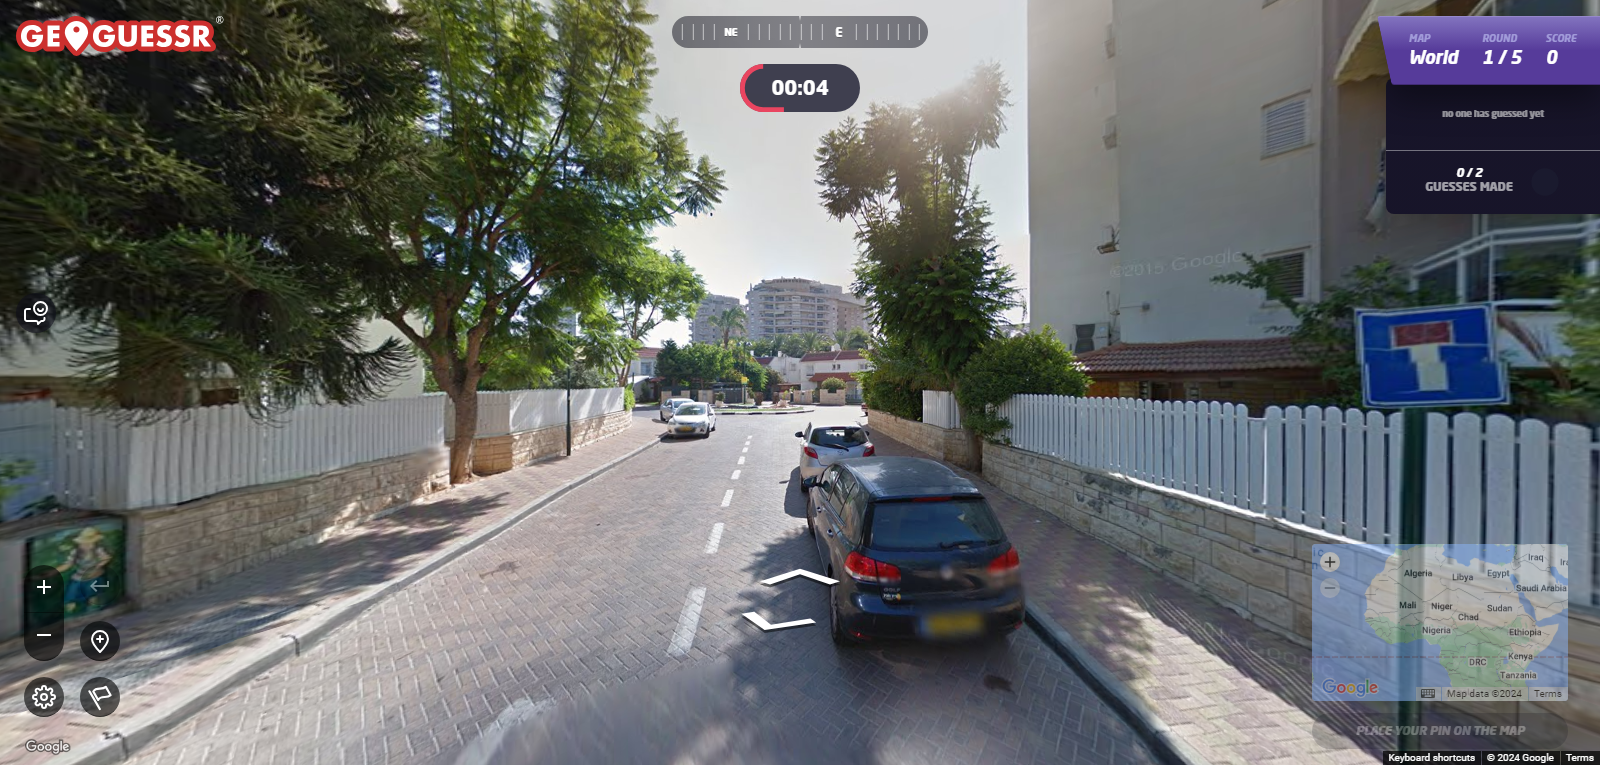 GEOGUESSR®
NE
E
00:04
MAP
World
ROUND
1 / 5
SCORE
0
no one has guessed yet
0 / 2
GUESSES MADE
©2015 Google
GOLF
Iraq
Algeria
Libya
Egypt
Saudi Arabia
Mali
Niger
Chad
Sudan
Nigeria
Ethiopia
DRC
Kenya
Tanzania
Google
Map data ©2024
Terms
PLACE YOUR PIN ON THE MAP
Google
Keyboard shortcuts
© 2024 Google
Terms